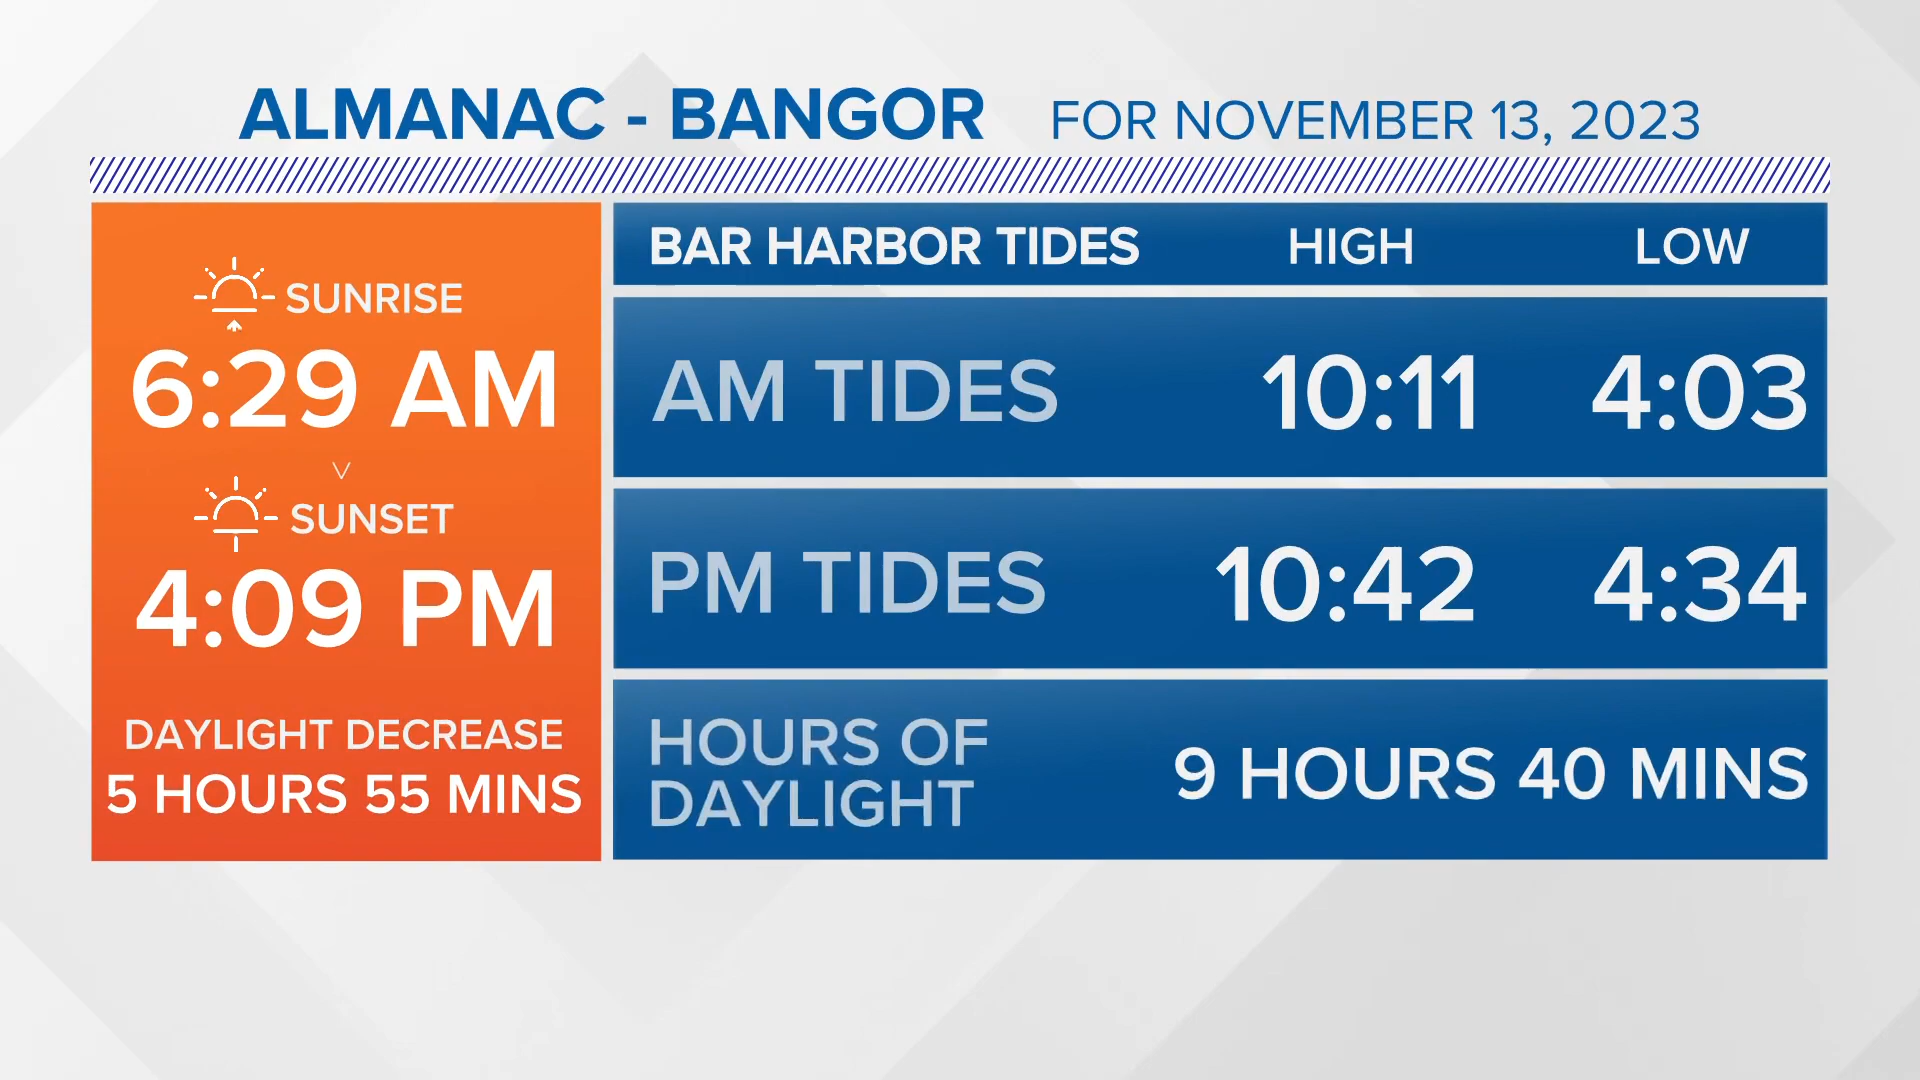 ALMANAC - BANGOR FOR NOVEMBER 13, 2023
SUNRISE
6:29 AM
SUNSET
4:09 PM
DAYLIGHT DECREASE
5 HOURS 55 MINS
BAR HARBOR TIDES HIGH LOW
AM TIDES 10:11 4:03
PM TIDES 10:42 4:34
HOURS OF
DAYLIGHT
9 HOURS 40 MINS